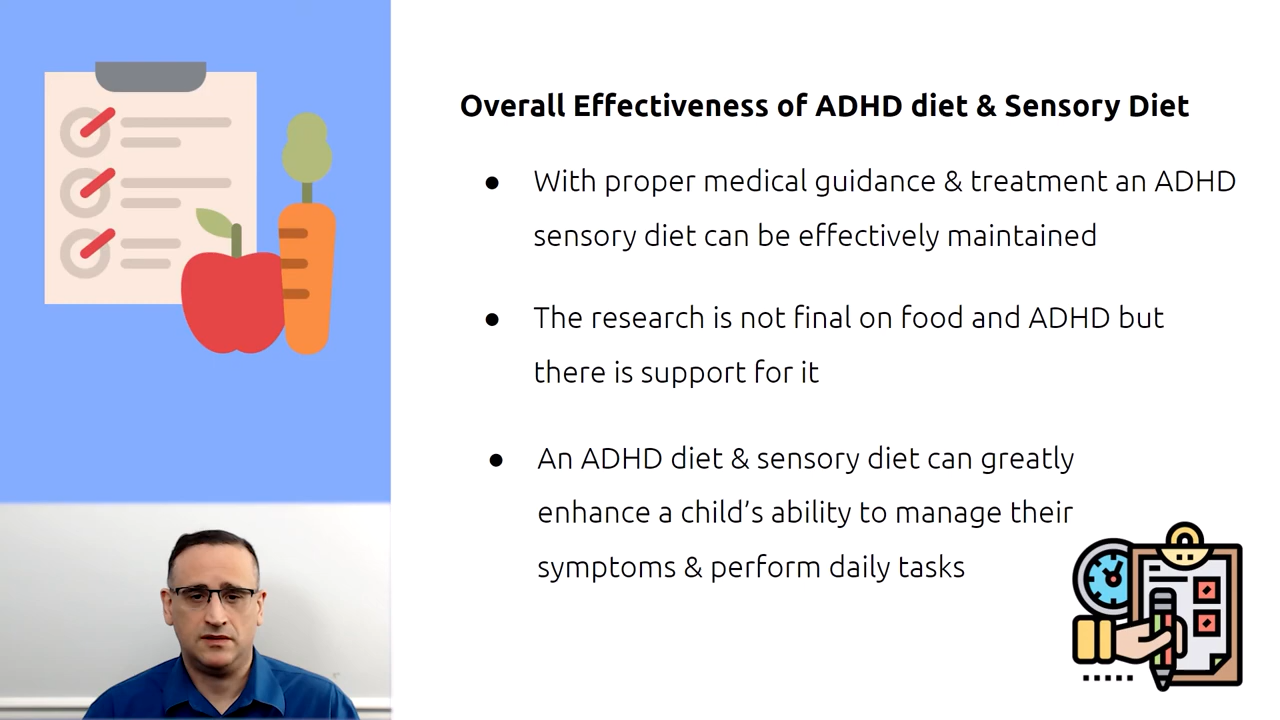 Overall Effectiveness of ADHD diet & Sensory Diet
● With proper medical guidance & treatment an ADHD
sensory diet can be effectively maintained
● The research is not final on food and ADHD but
there is support for it
● An ADHD diet & sensory diet can greatly
enhance a child’s ability to manage their
symptoms & perform daily tasks